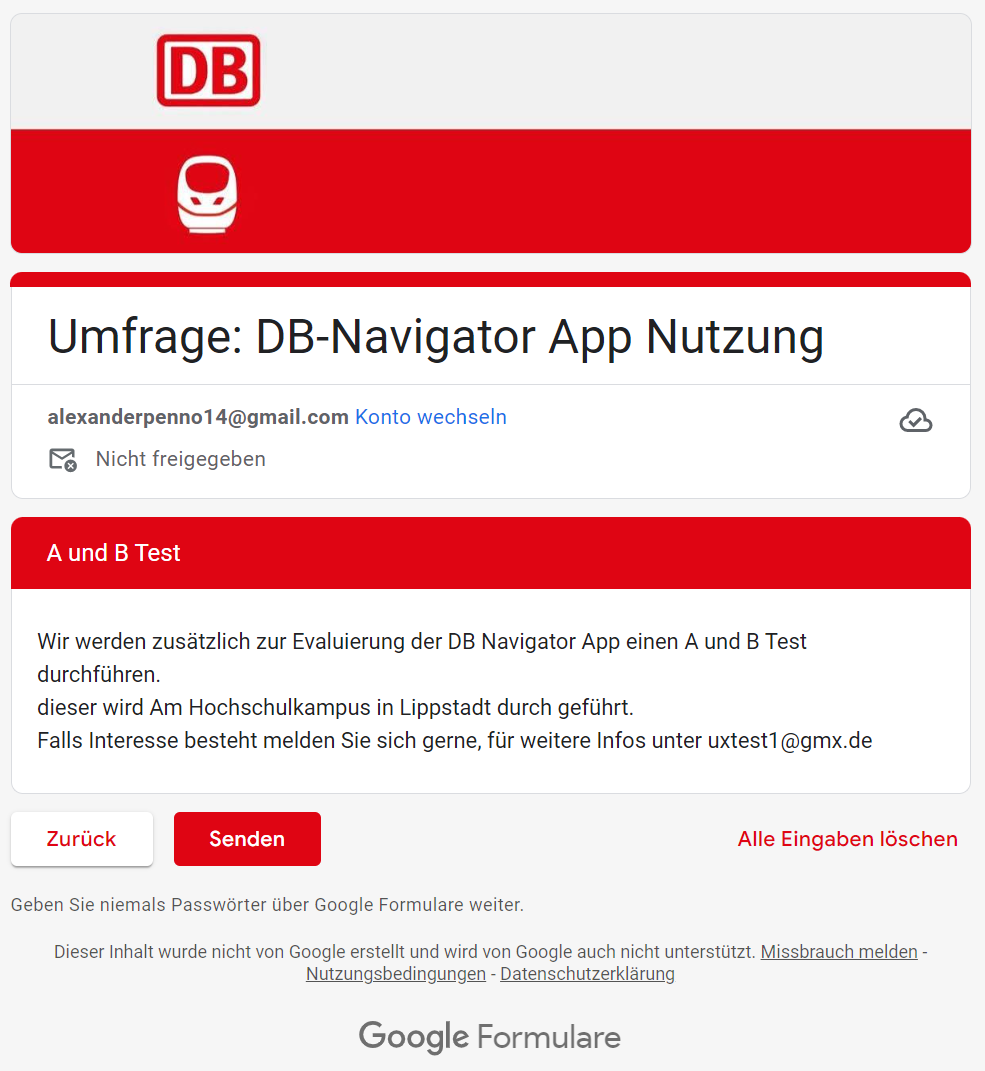 DB
Umfrage: DB-Navigator App Nutzung
alexanderpenno14@gmail.com Konto wechseln
Nicht freigegeben
A und B Test
Wir werden zusätzlich zur Evaluierung der DB Navigator App einen A und B Test
durchführen.
dieser wird Am Hochschulkampus in Lippstadt durch geführt.
Falls Interesse besteht melden Sie sich gerne, für weitere Infos unter uxtest1@gmx.de
Zurück Senden Alle Eingaben löschen
Geben Sie niemals Passwörter über Google Formulare weiter.
Dieser Inhalt wurde nicht von Google erstellt und wird von Google auch nicht unterstützt. Missbrauch melden -
Nutzungsbedingungen - Datenschutzerklärung
Google Formulare